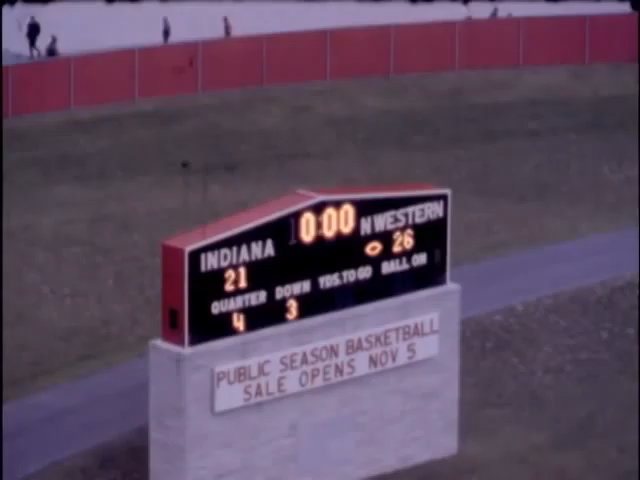 0:00
INDIANA N WESTERN
21 26
QUARTER DOWN YDS.TO GO BALL ON
4 3
PUBLIC SEASON BASKETBALL
SALE OPENS NOV 5